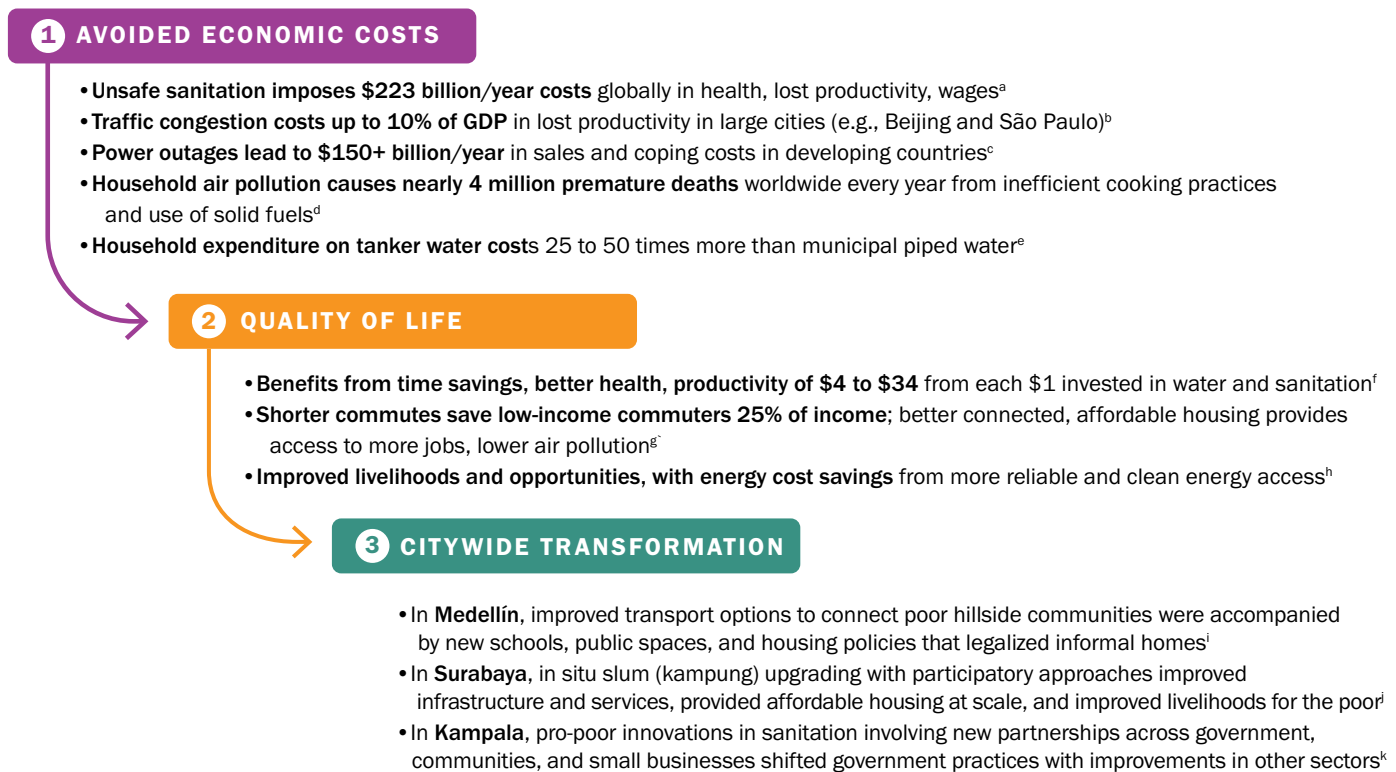 1 AVOIDED ECONOMIC COSTS
•Unsafe sanitation imposes $223 billion/year costs globally in health, lost productivity, wagesᵃ
•Traffic congestion costs up to 10% of GDP in lost productivity in large cities (e.g., Beijing and São Paulo)ᵇ
•Power outages lead to $150+ billion/year in sales and coping costs in developing countriesᶜ
•Household air pollution causes nearly 4 million premature deaths worldwide every year from inefficient cooking practices
and use of solid fuelsᵈ
•Household expenditure on tanker water costs 25 to 50 times more than municipal piped waterᵉ
2 QUALITY OF LIFE
•Benefits from time savings, better health, productivity of $4 to $34 from each $1 invested in water and sanitationᶠ
•Shorter commutes save low-income commuters 25% of income; better connected, affordable housing provides
access to more jobs, lower air pollutionᵍ`
•Improved livelihoods and opportunities, with energy cost savings from more reliable and clean energy accessʰ
3 CITYWIDE TRANSFORMATION
•In Medellín, improved transport options to connect poor hillside communities were accompanied
by new schools, public spaces, and housing policies that legalized informal homesⁱ
•In Surabaya, in situ slum (kampung) upgrading with participatory approaches improved
infrastructure and services, provided affordable housing at scale, and improved livelihoods for the poorʲ
•In Kampala, pro-poor innovations in sanitation involving new partnerships across government,
communities, and small businesses shifted government practices with improvements in other sectorsᵏ